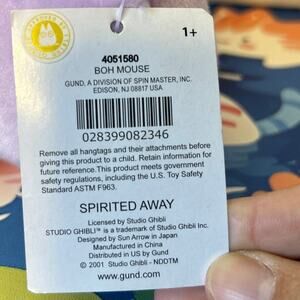 1+
4051580
BOH MOUSE
GUND, A DIVISION OF SPIN MASTER, INC.
EDISON, NJ 08817 USA
028399082346
Remove all hangtags and their attachments before
giving this product to a child. Retain information for
future reference.This product meets government
safety regulations, including the U.S. Toy Safety
Standard ASTM F963.
SPIRITED AWAY
Licensed by Studio Ghibli
STUDIO GHIBLI™ is a trademark of Studio Ghibli Inc.
Designed by Sun Arrow in Japan
Manufactured in China
Distributed in US by GUND
© 2001 Studio Ghibli - NDDTM
www.gund.com